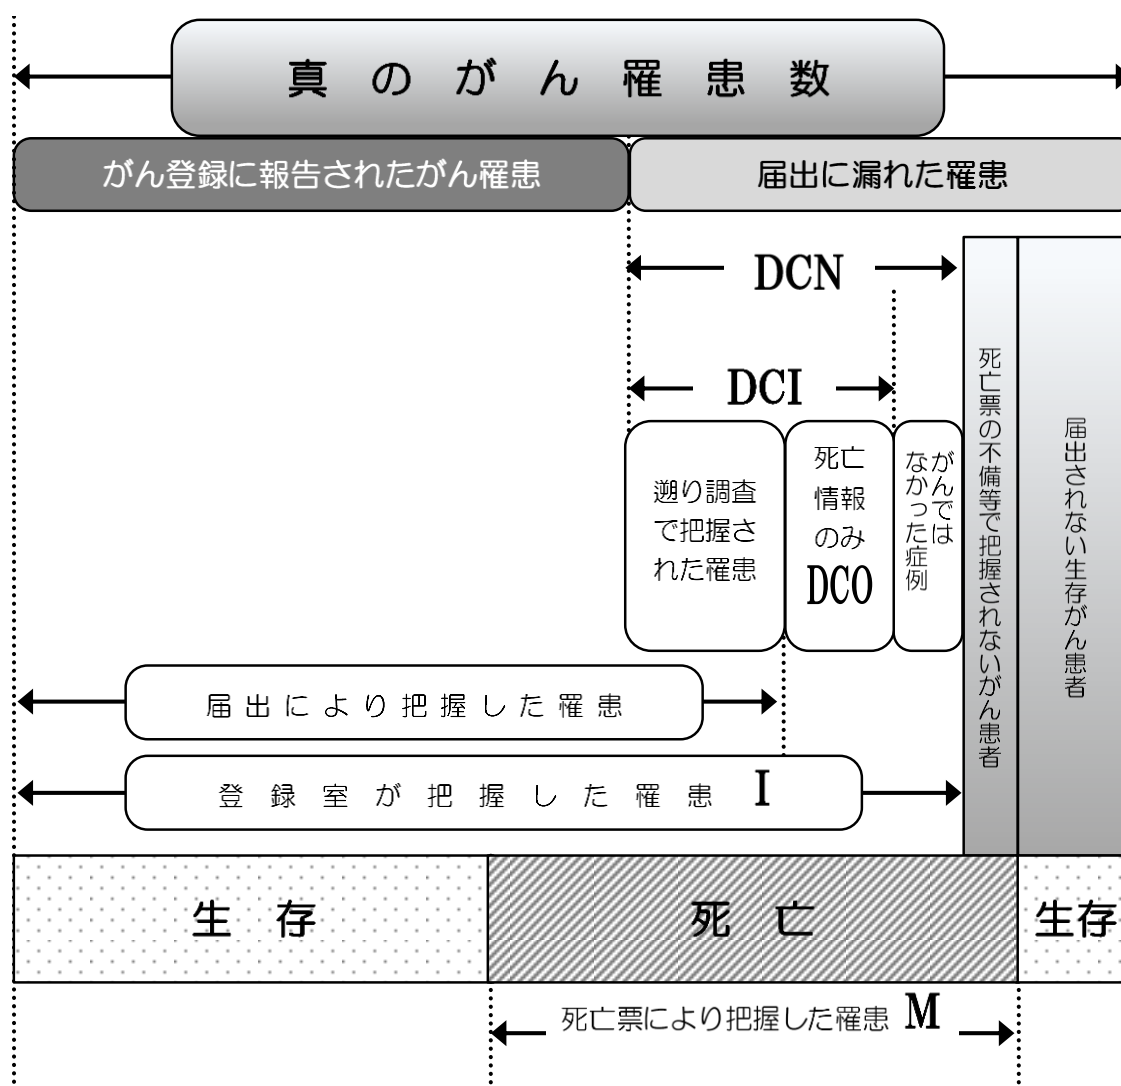 真のがん罹患数
がん登録に報告されたがん罹患
届出に漏れた罹患
DCN
DCI
遡り調査
で把握さ
れた罹患
死亡
情報
のみ
DCO
がんでは
なかった症例
死亡票の不備等で把握されないがん患者
届出されない生存がん患者
届出により把握した罹患
登録室が把握した罹患 I
生存
死亡
生存
死亡票により把握した罹患 M